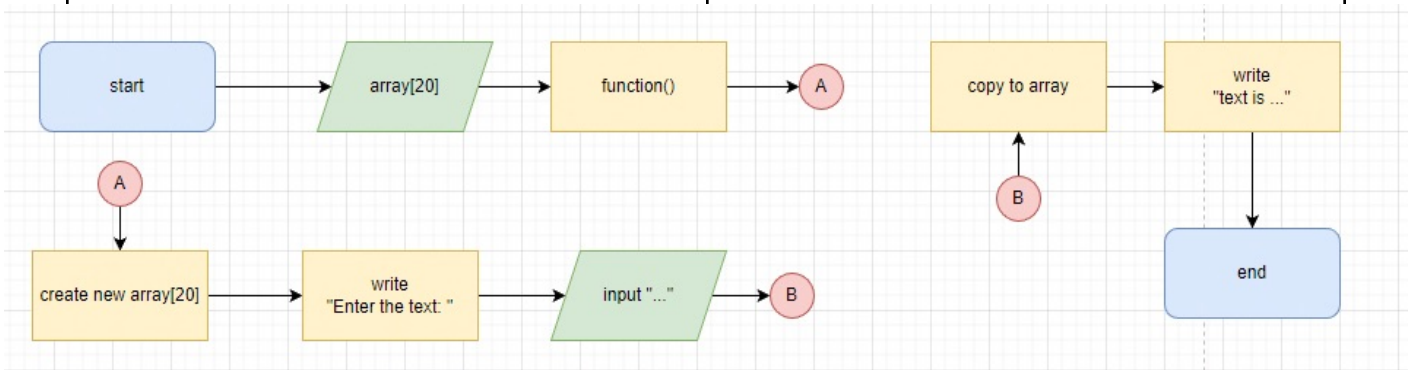 start
array[20]
function()
A
copy to array
write
"text is ..."
A
B
create new array[20]
write
"Enter the text: "
input "..."
B
end